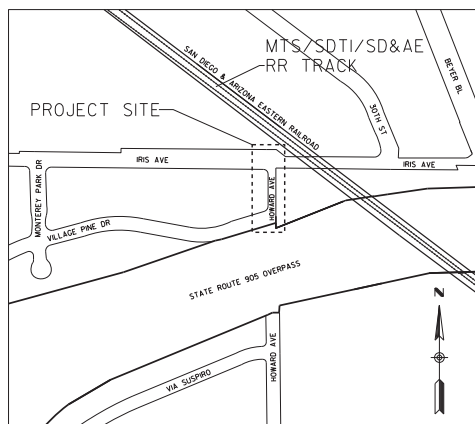 MTS/SDTI/SD&AE
RR TRACK
SAN DIEGO & ARIZONA EASTERN RAILROAD
30TH ST
BEYER BL
PROJECT SITE
IRIS AVE
IRIS AVE
MONTEREY PARK DR
HOWARD AVE
VILLAGE PINE DR
STATE ROUTE 905 OVERPASS
N
HOWARD AVE
VIA SUSPIRO